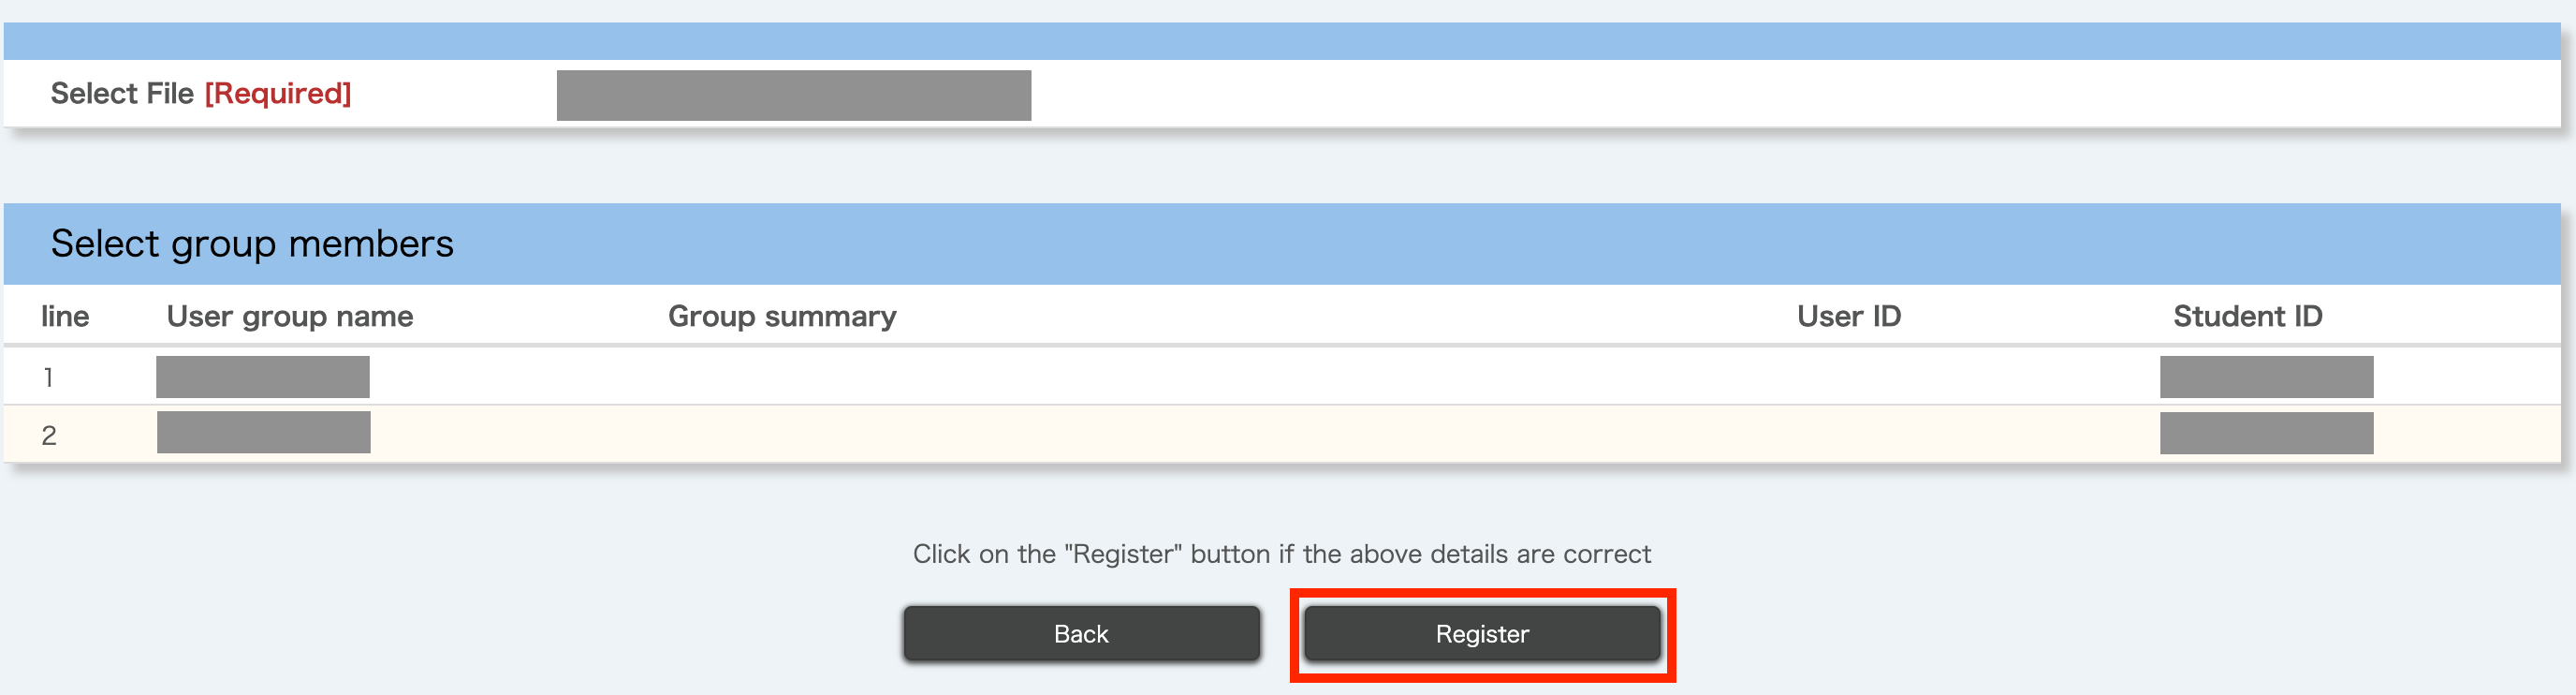 Select File [Required]
Select group members
line User group name Group summary User ID Student ID
1
2
Click on the "Register" button if the above details are correct
Back Register